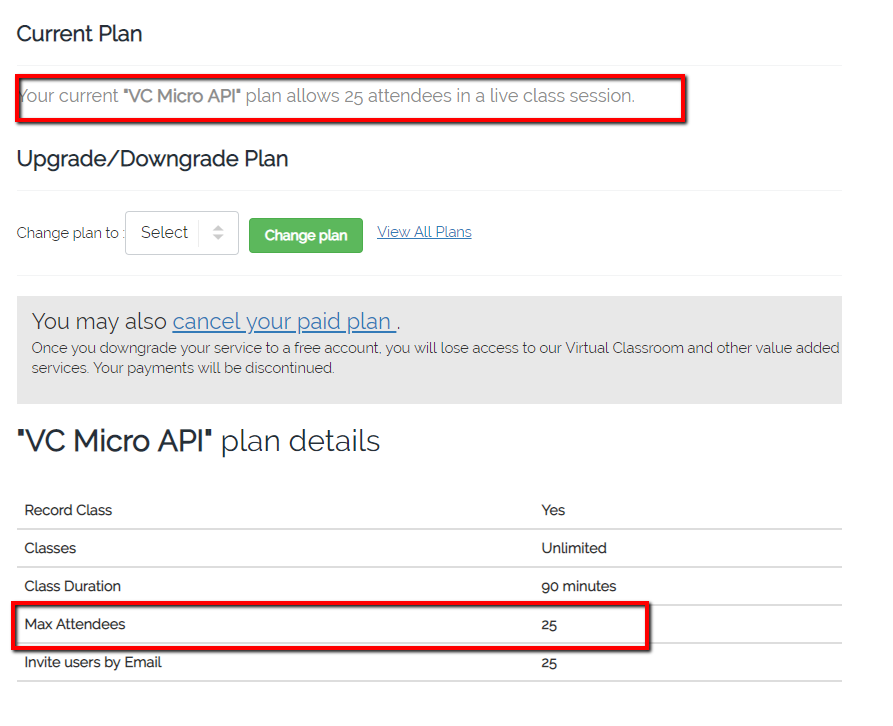 Current Plan
Your current "VC Micro API" plan allows 25 attendees in a live class session.
Upgrade/Downgrade Plan
Change plan to : Select Change plan View All Plans
You may also cancel your paid plan .
Once you downgrade your service to a free account, you will lose access to our Virtual Classroom and other value added
services. Your payments will be discontinued.
"VC Micro API" plan details
Record Class Yes
Classes Unlimited
Class Duration 90 minutes
Max Attendees 25
Invite users by Email 25